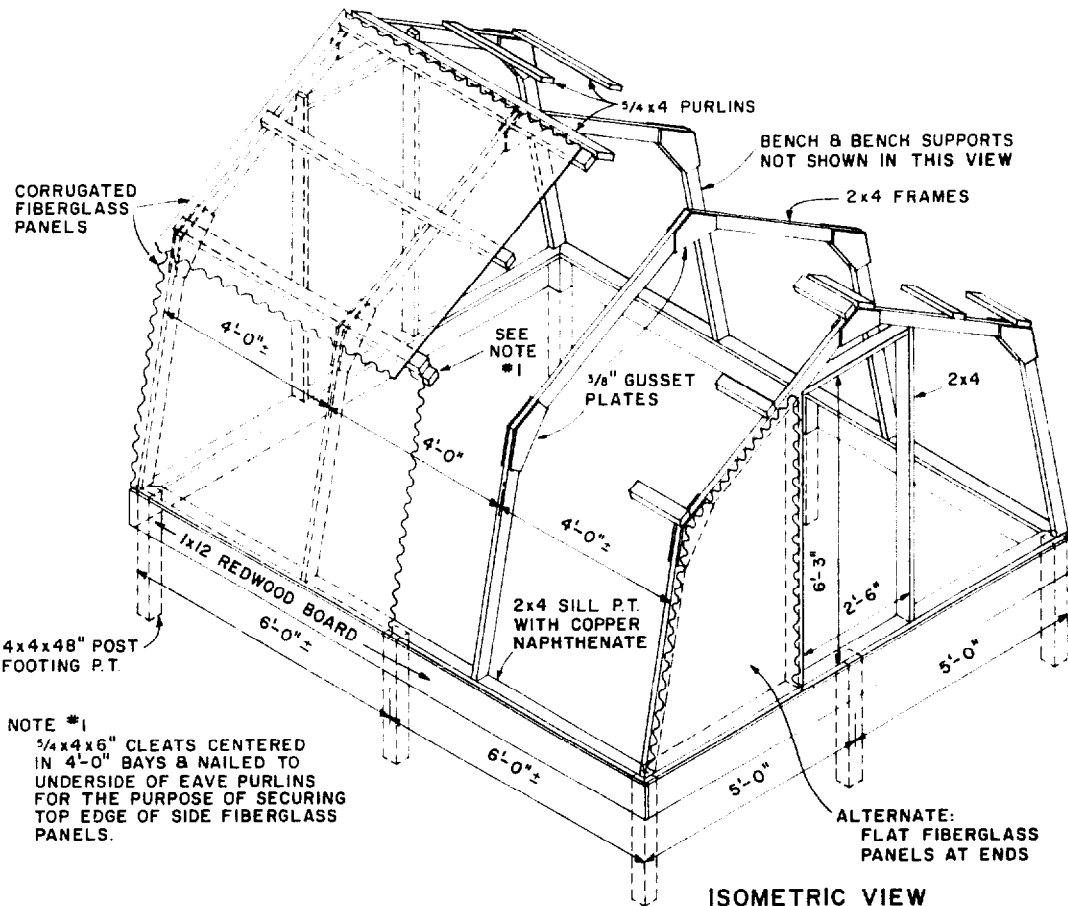 5/4x4 PURLINS
BENCH & BENCH SUPPORTS
NOT SHOWN IN THIS VIEW
2x4 FRAMES
CORRUGATED
FIBERGLASS
PANELS
4'-0"±
SEE
NOTE
#1
3/8" GUSSET
PLATES
2x4
4'-0"
4'-0"±
6'-3"
2'-6"
1x12 REDWOOD BOARD
2x4 SILL P.T.
WITH COPPER
NAPHTHENATE
4x4x48" POST
FOOTING P.T.
6'-0"±
6'-0"±
5'-0"
5'-0"
NOTE #1
5/4x4x6" CLEATS CENTERED
IN 4'-0" BAYS & NAILED TO
UNDERSIDE OF EAVE PURLINS
FOR THE PURPOSE OF SECURING
TOP EDGE OF SIDE FIBERGLASS
PANELS.
ALTERNATE:
FLAT FIBERGLASS
PANELS AT ENDS
ISOMETRIC VIEW